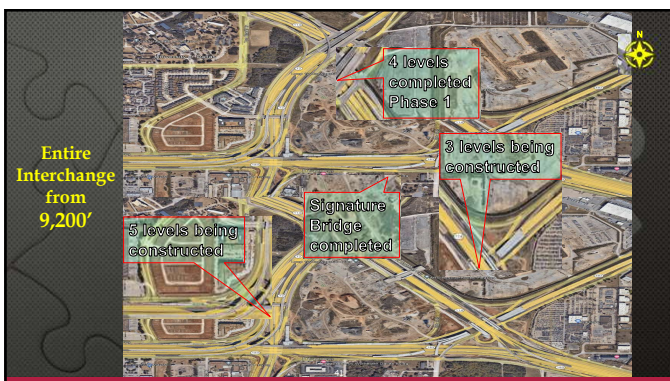 N
4 levels
completed
Phase 1
Entire
Interchange
from
9,200’
3 levels being
constructed
Signature
Bridge
completed
5 levels being
constructed
41